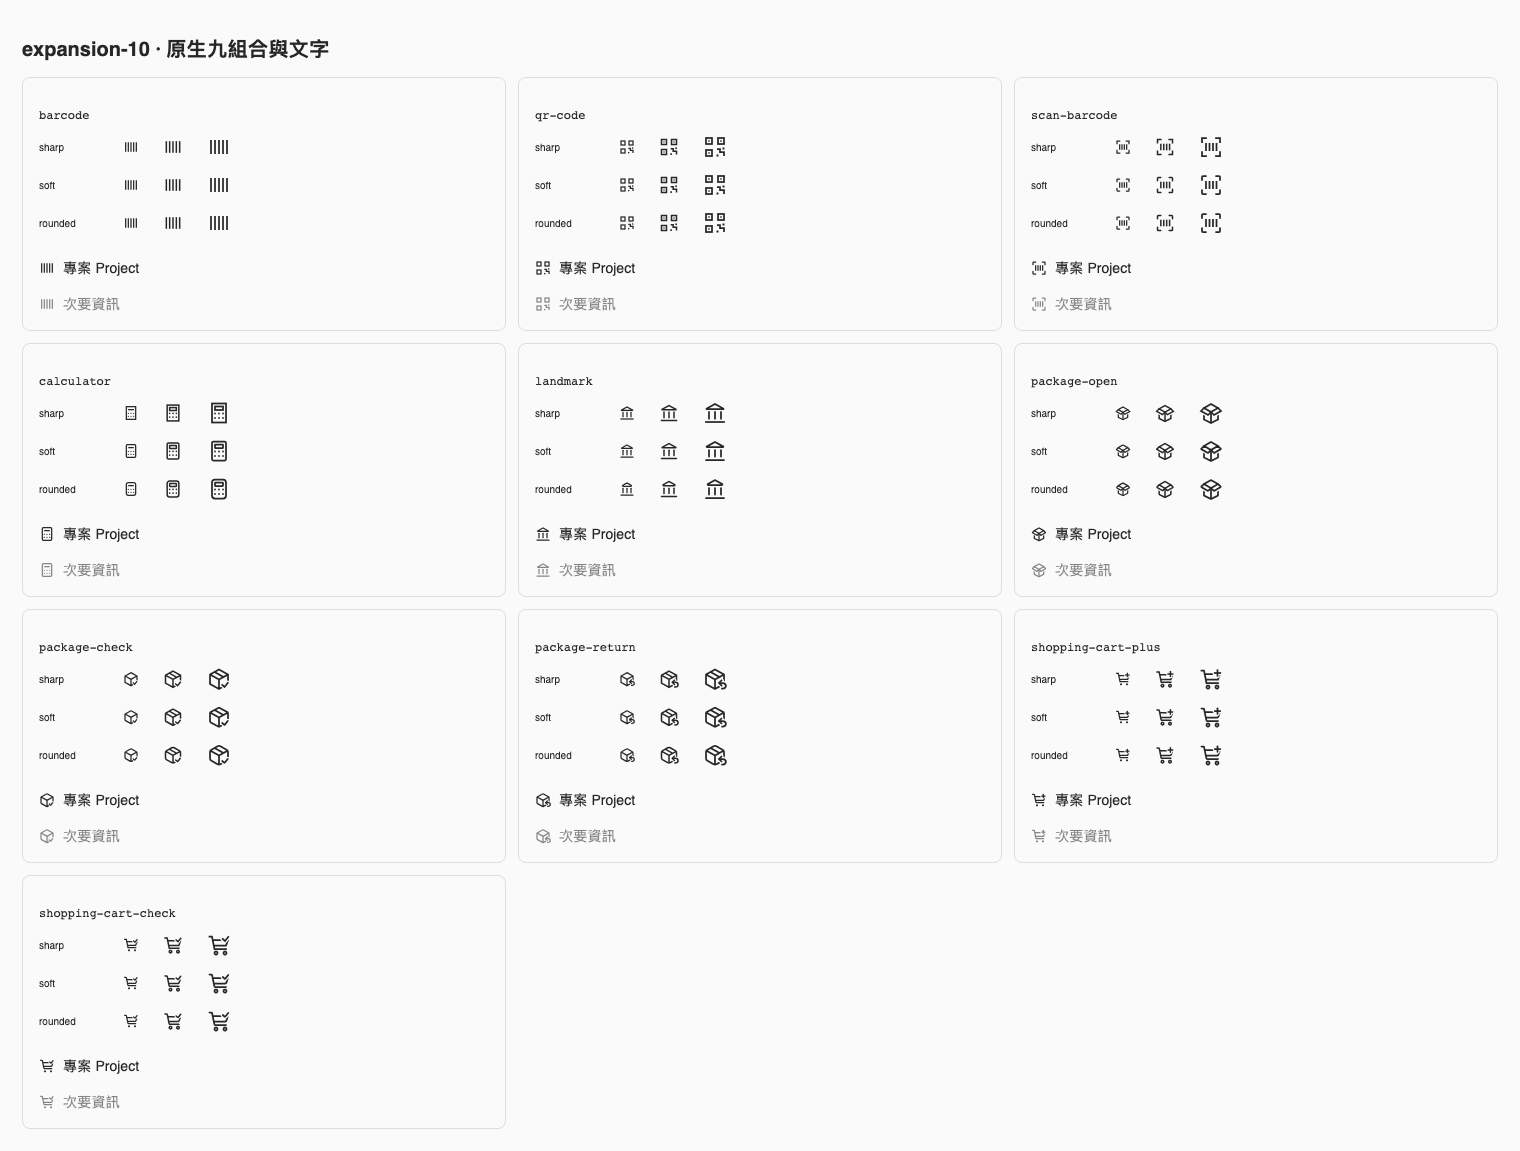 expansion-10 · 原生九組合與文字
barcode
sharp
soft
rounded
專案 Project
次要資訊
qr-code
sharp
soft
rounded
專案 Project
次要資訊
scan-barcode
sharp
soft
rounded
專案 Project
次要資訊
calculator
sharp
soft
rounded
專案 Project
次要資訊
landmark
sharp
soft
rounded
專案 Project
次要資訊
package-open
sharp
soft
rounded
專案 Project
次要資訊
package-check
sharp
soft
rounded
專案 Project
次要資訊
package-return
sharp
soft
rounded
專案 Project
次要資訊
shopping-cart-plus
sharp
soft
rounded
專案 Project
次要資訊
shopping-cart-check
sharp
soft
rounded
專案 Project
次要資訊